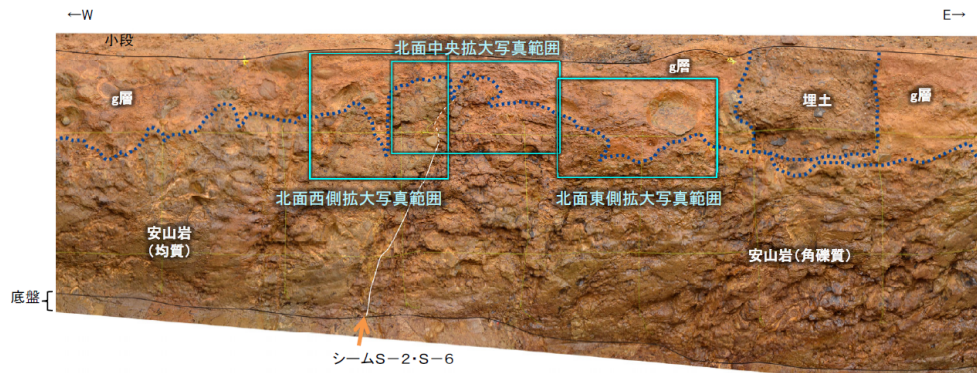 ←W
E→
小段
北面中央拡大写真範囲
g層
g層
埋土
g層
北面西側拡大写真範囲
北面東側拡大写真範囲
安山岩
(均質)
安山岩(角礫質)
底盤
シームS-2・S-6